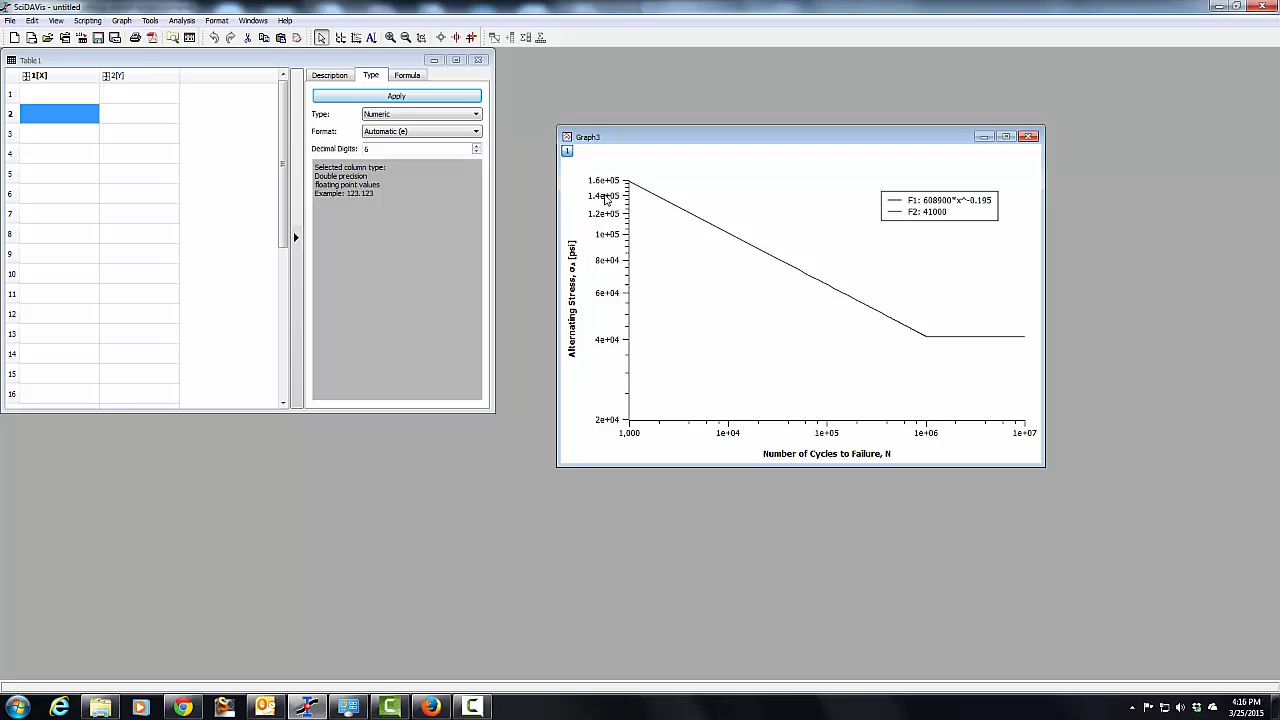 SciDAVis - untitled
File Edit View Scripting Graph Tools Analysis Format Windows Help
Table1
1[X] 2[Y]
1
2
3
4
5
6
7
8
9
10
11
12
13
14
15
16
Description Type Formula
Apply
Type: Numeric
Format: Automatic (e)
Decimal Digits: 6
Selected column type:
Double precision
floating point values
Example: 123.123
Graph3
1
1.6e+05
1.4e+05
1.2e+05
1e+05
8e+04
6e+04
4e+04
2e+04
Alternating Stress, σA [psi]
F1: 608900*x^-0.195
F2: 41000
1,000 1e+04 1e+05 1e+06 1e+07
Number of Cycles to Failure, N
4:16 PM
3/25/2015